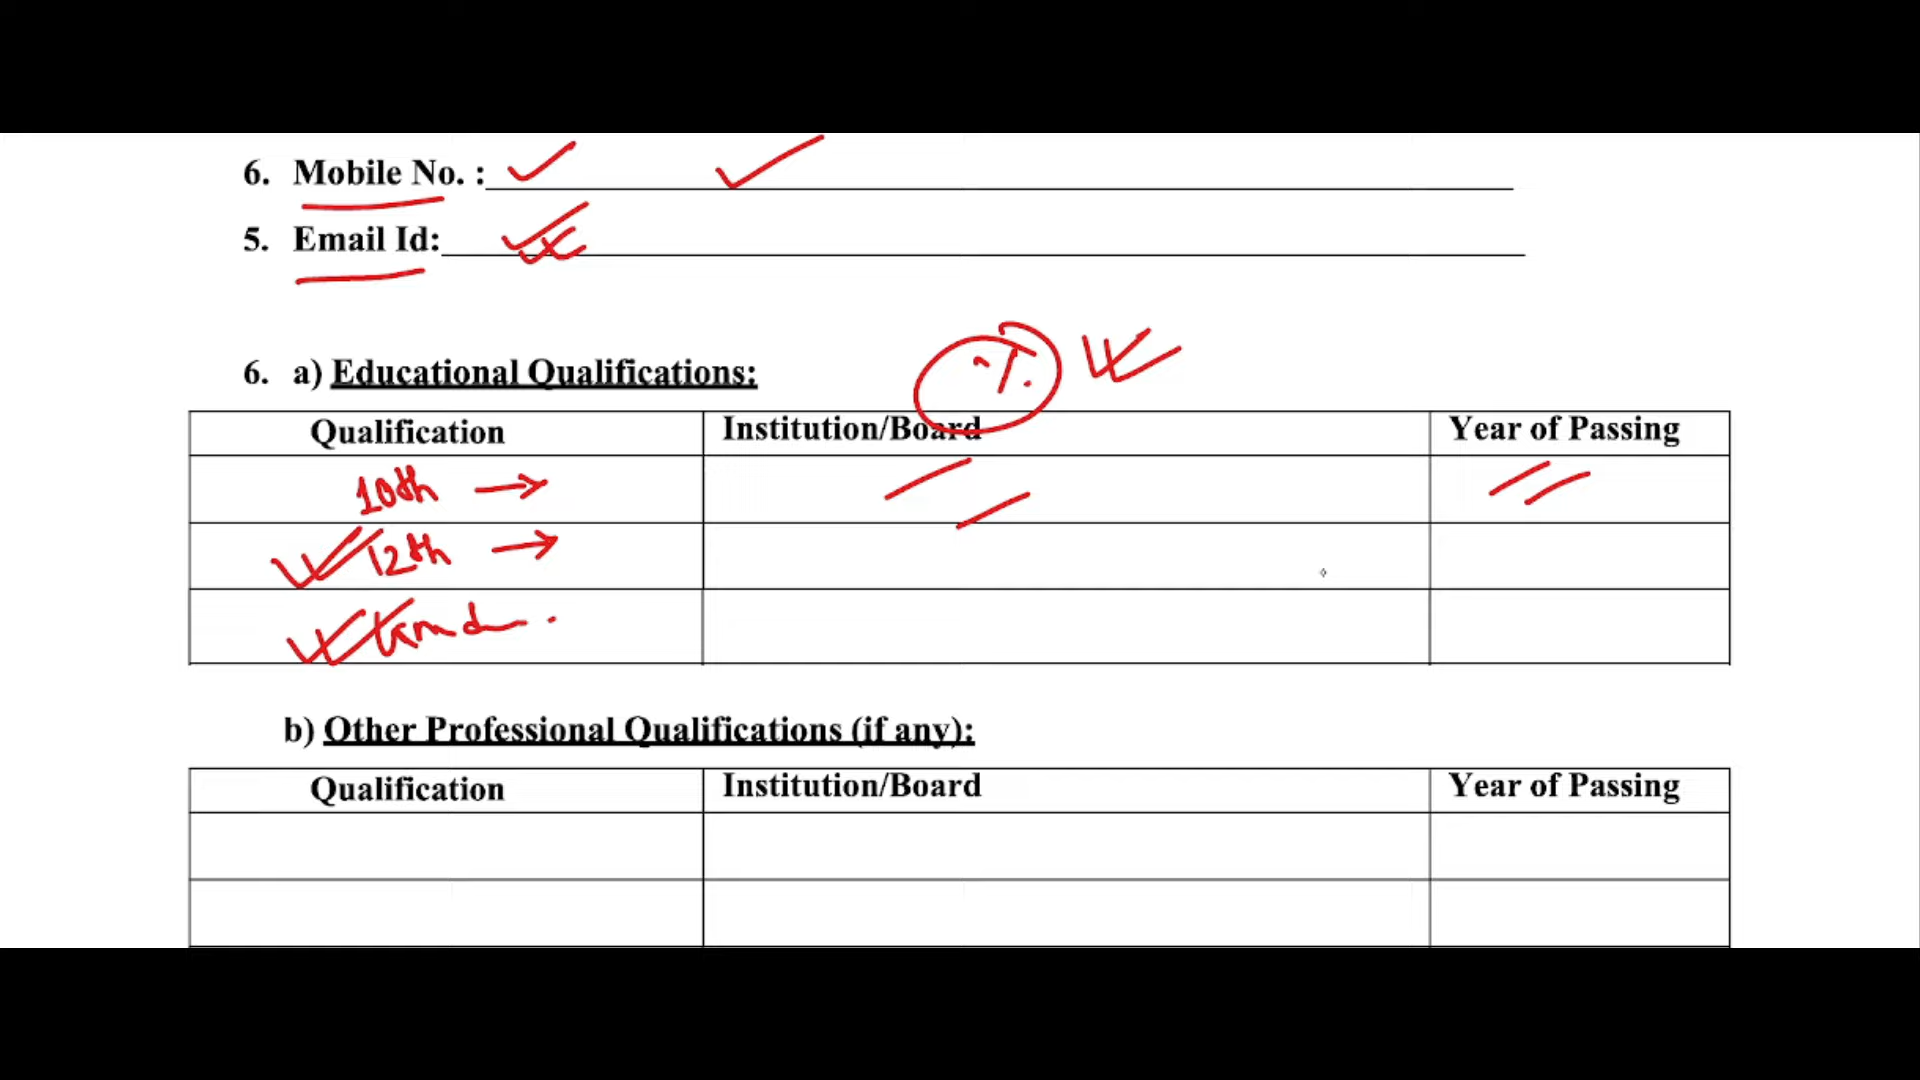 6. Mobile No. :
5. Email Id:
%
6. a) Educational Qualifications:
Qualification Institution/Board Year of Passing
10th →
12th →
b) Other Professional Qualifications (if any):
Qualification Institution/Board Year of Passing